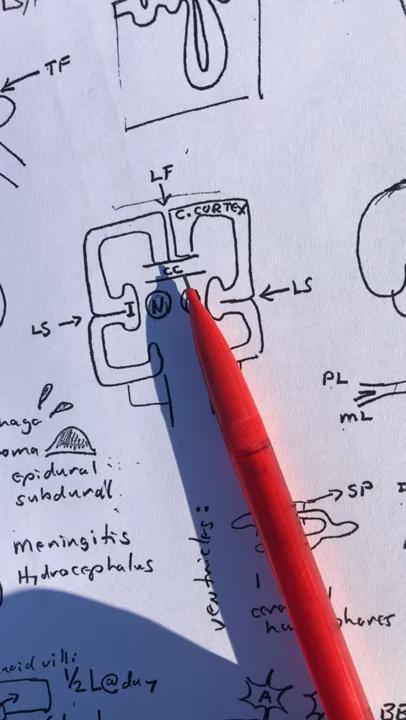 TF
LF
C. CORTEX
CC
LS
I
N
LS
PL
mL
epidural
subdural
SP
ventricles:
meningitis
Hydrocephalus
1/2 L@day
A